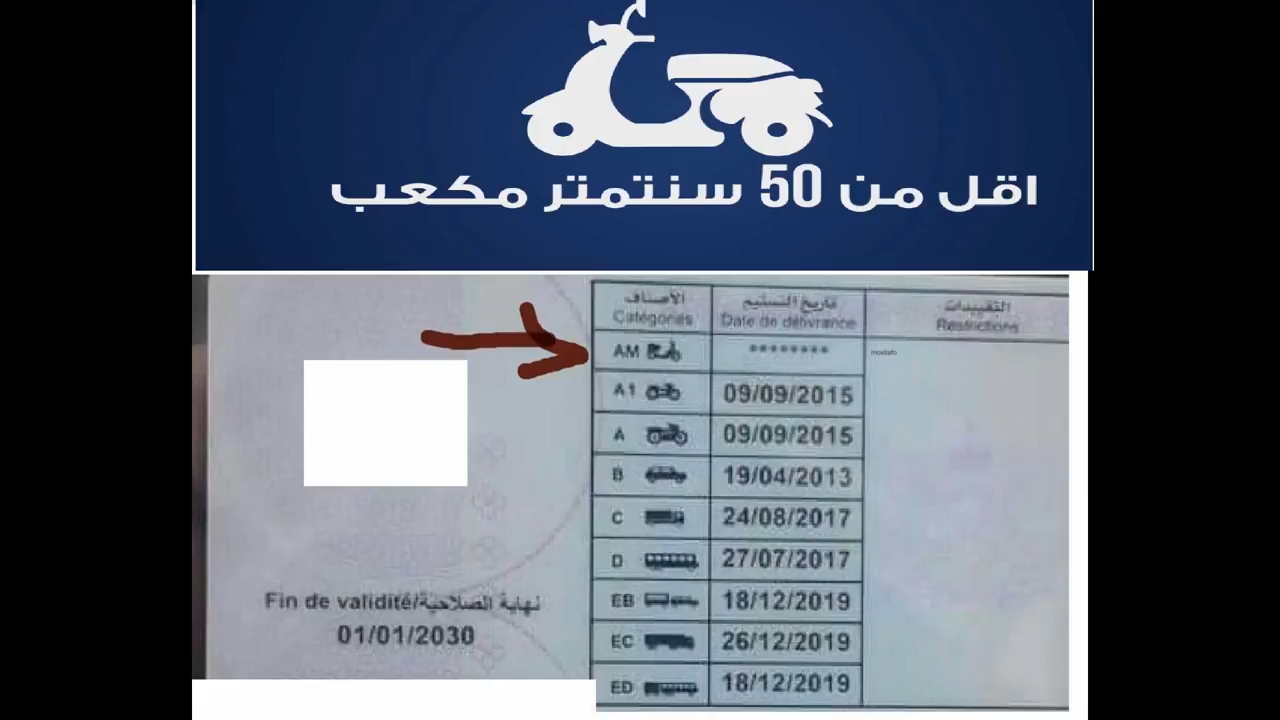 اقل من 50 سنتمتر مكعب
الأصناف
Catégories
تاريخ التسليم
Date de délivrance
التقييدات
Restrictions
AM ********
mostafo
A1 09/09/2015
A 09/09/2015
B 19/04/2013
C 24/08/2017
D 27/07/2017
EB 18/12/2019
EC 26/12/2019
ED 18/12/2019
Fin de validité/نهاية الصلاحية
01/01/2030